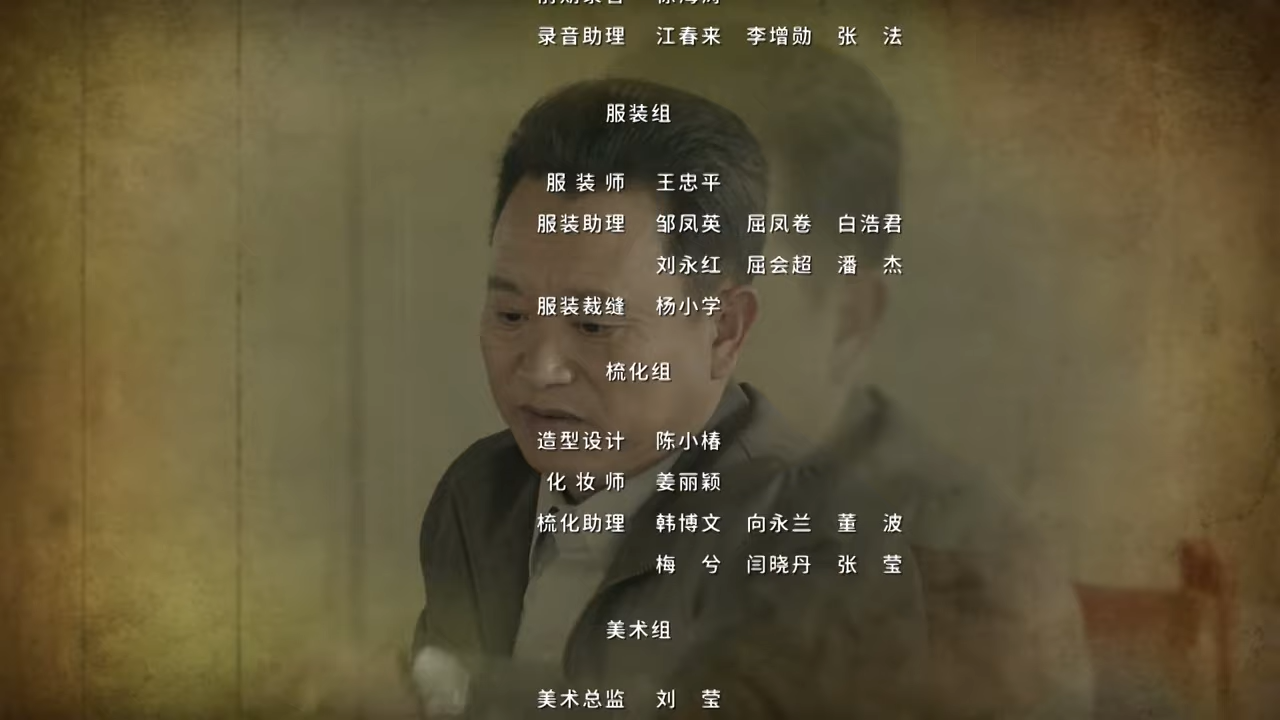 录音助理 江春来 李增勋 张 法
服装组
服 装 师 王忠平
服装助理 邹凤英 屈凤卷 白浩君
刘永红 屈会超 潘 杰
服装裁缝 杨小学
梳化组
造型设计 陈小椿
化 妆 师 姜丽颖
梳化助理 韩博文 向永兰 董 波
梅 兮 闫晓丹 张 莹
美术组
美术总监 刘 莹